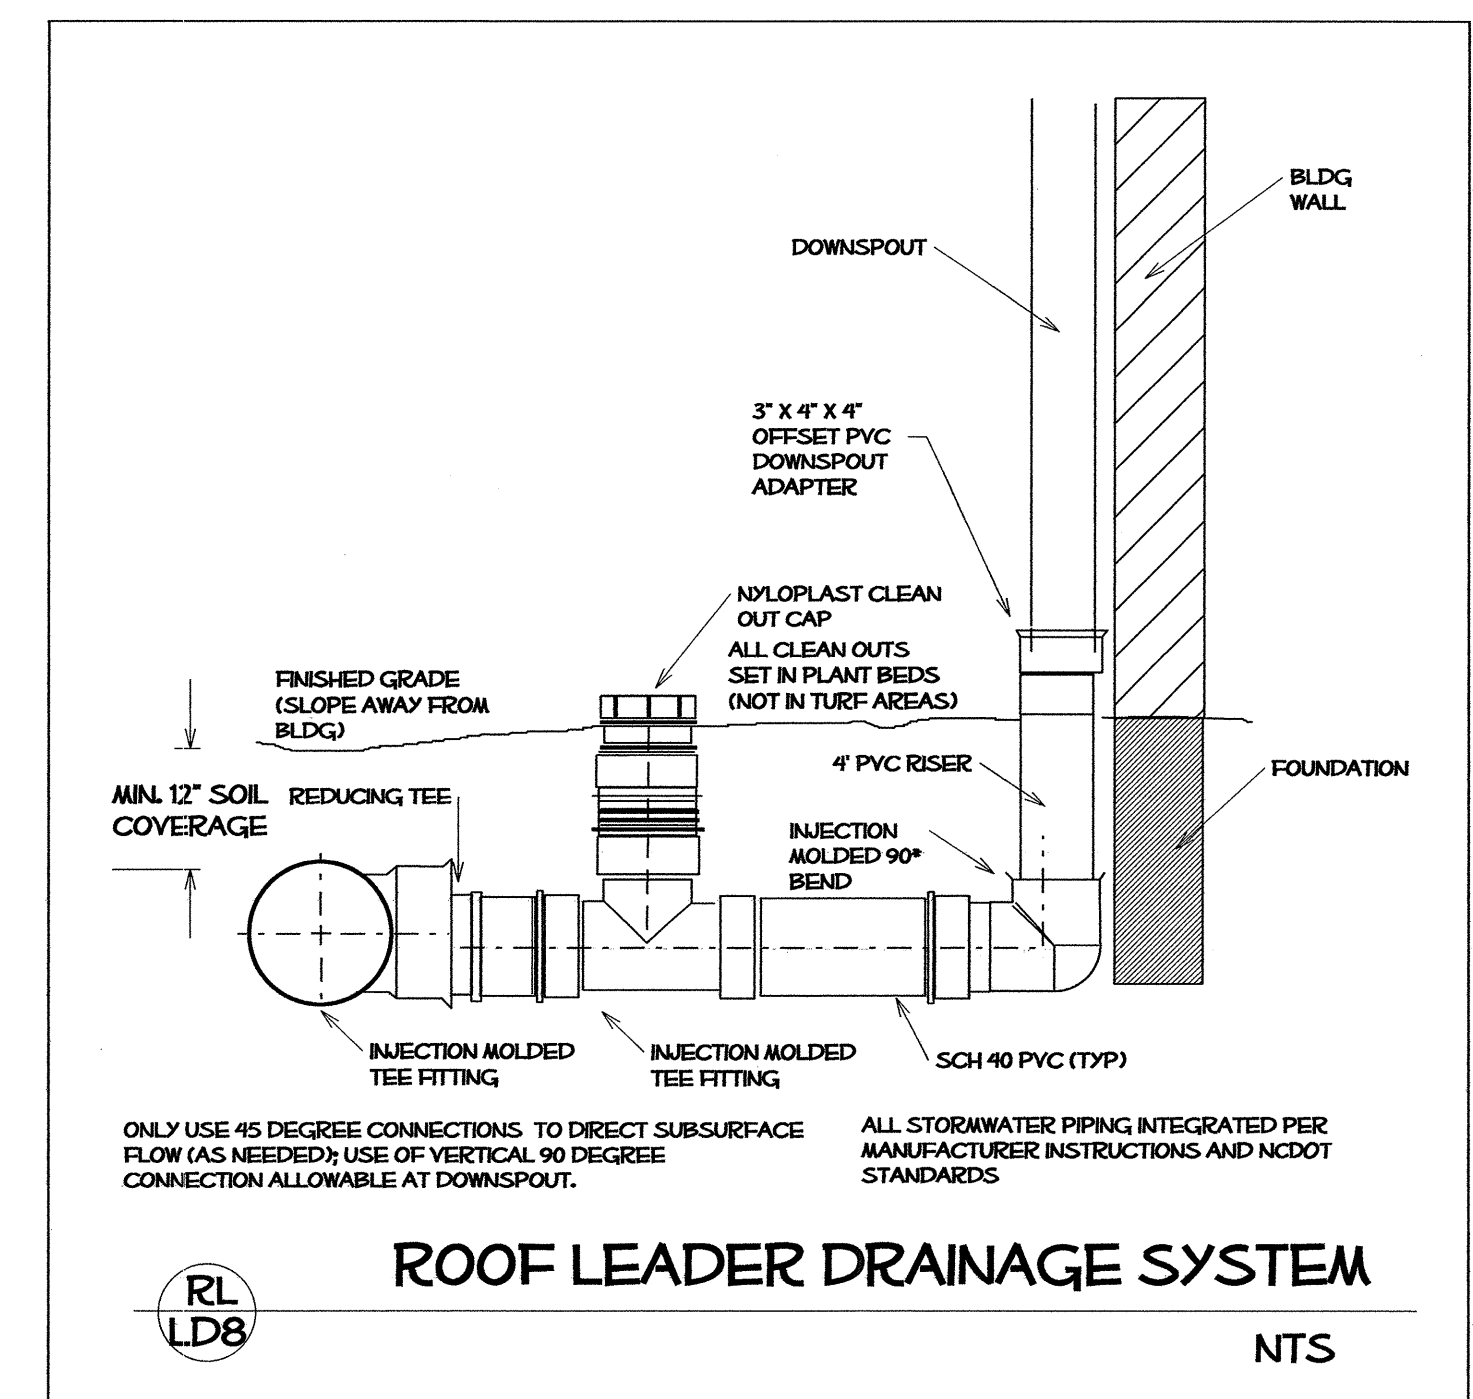 BLDG
WALL
DOWNSPOUT
3" X 4" X 4"
OFFSET PVC
DOWNSPOUT
ADAPTER
NYLOPLAST CLEAN
OUT CAP
ALL CLEAN OUTS
SET IN PLANT BEDS
(NOT IN TURF AREAS)
FINISHED GRADE
(SLOPE AWAY FROM
BLDG)
4' PVC RISER
FOUNDATION
MIN. 12" SOIL
COVERAGE
REDUCING TEE
INJECTION
MOLDED 90°
BEND
INJECTION MOLDED
TEE FITTING
INJECTION MOLDED
TEE FITTING
SCH 40 PVC (TYP)
ONLY USE 45 DEGREE CONNECTIONS TO DIRECT SUBSURFACE
FLOW (AS NEEDED); USE OF VERTICAL 90 DEGREE
CONNECTION ALLOWABLE AT DOWNSPOUT.
ALL STORMWATER PIPING INTEGRATED PER
MANUFACTURER INSTRUCTIONS AND NCDOT
STANDARDS
ROOF LEADER DRAINAGE SYSTEM
RL
LD8
NTS